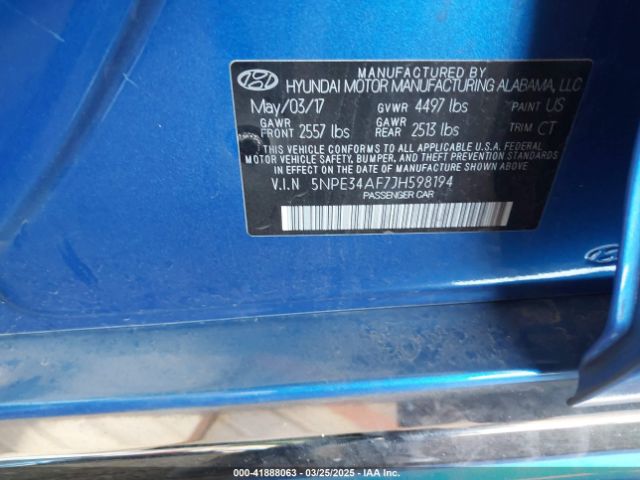 MANUFACTURED BY
HYUNDAI MOTOR MANUFACTURING ALABAMA, LLC
May/03/17 GVWR 4497 lbs PAINT US
GAWR FRONT 2557 lbs GAWR REAR 2513 lbs TRIM CT
THIS VEHICLE CONFORMS TO ALL APPLICABLE U.S.A. FEDERAL
MOTOR VEHICLE SAFETY, BUMPER, AND THEFT PREVENTION
STANDARDS IN EFFECT ON THE DATE OF MANUFACTURE SHOWN ABOVE.
V.I.N 5NPE34AF7JH598194
PASSENGER CAR
000-41888063 - 03/25/2025 - IAA Inc.